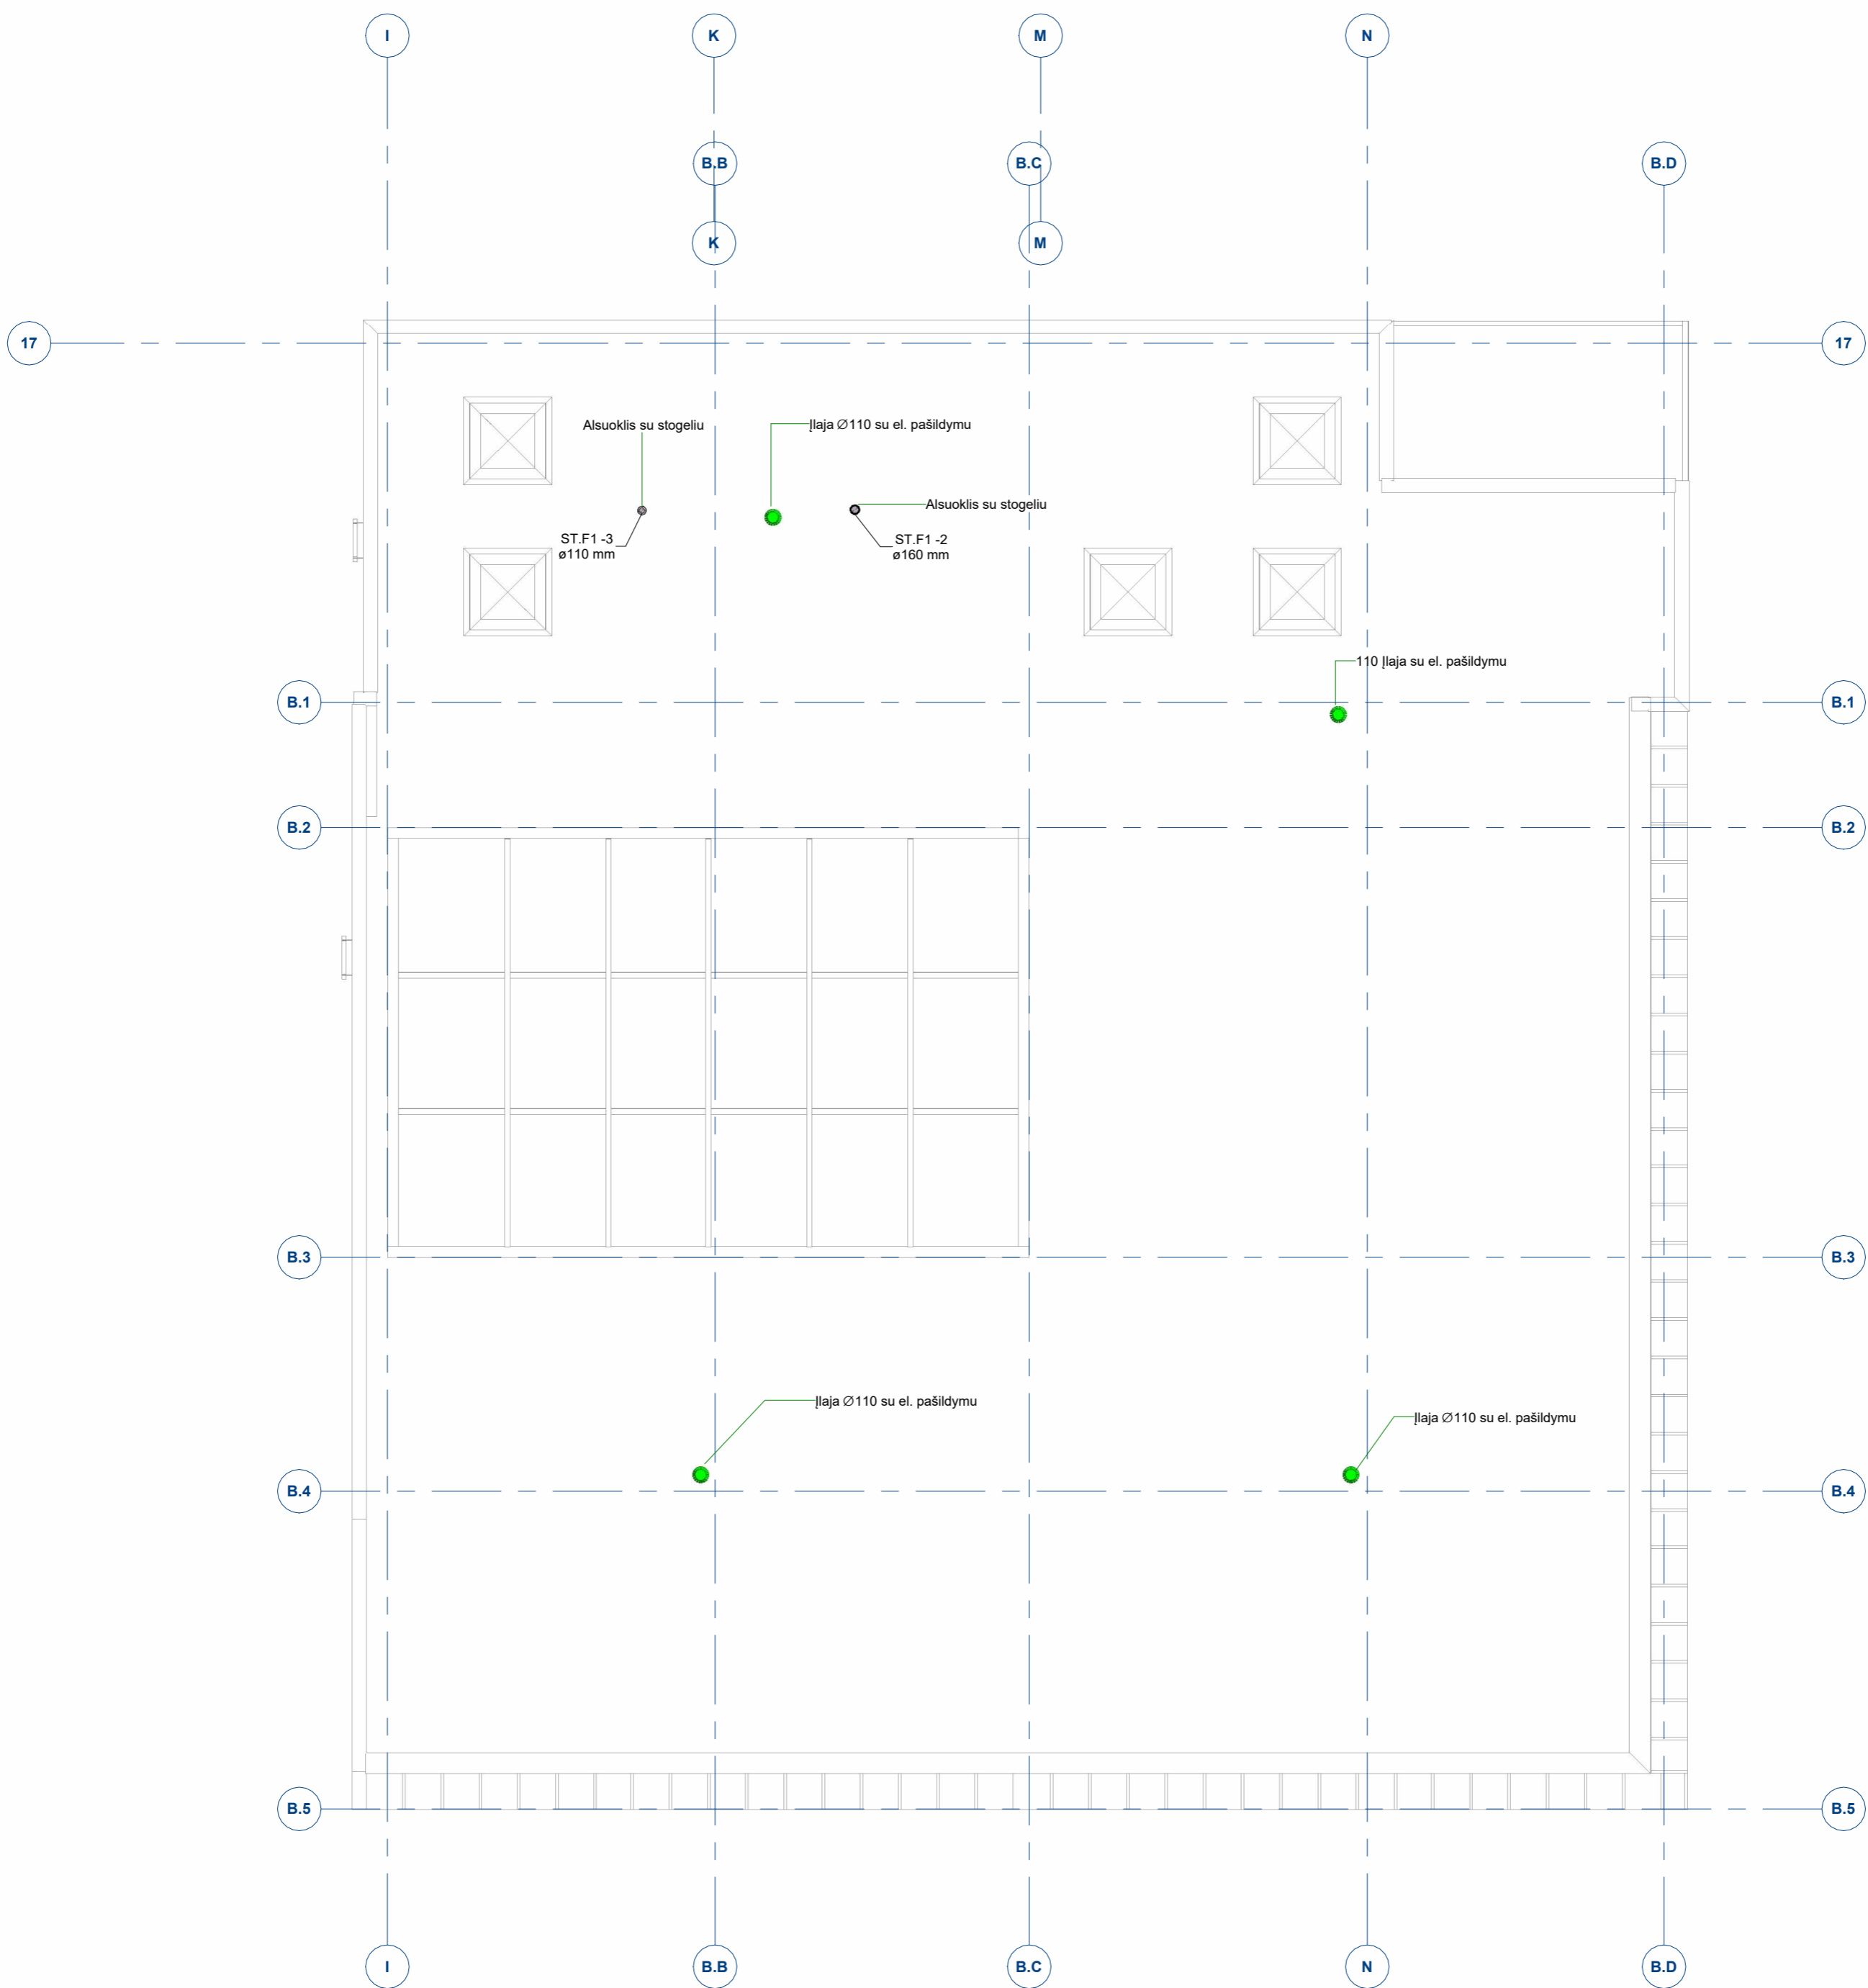 I
K
M
N
B.B
B.C
B.D
K
M
17
17
Alsuoklis su stogeliu
Įlaja ∅110 su el. pašildymu
Alsuoklis su stogeliu
ST.F1 -3
ø110 mm
ST.F1 -2
ø160 mm
110 Įlaja su el. pašildymu
B.1
B.1
B.2
B.2
B.3
B.3
Įlaja ∅110 su el. pašildymu
Įlaja ∅110 su el. pašildymu
B.4
B.4
B.5
B.5
I
B.B
B.C
N
B.D